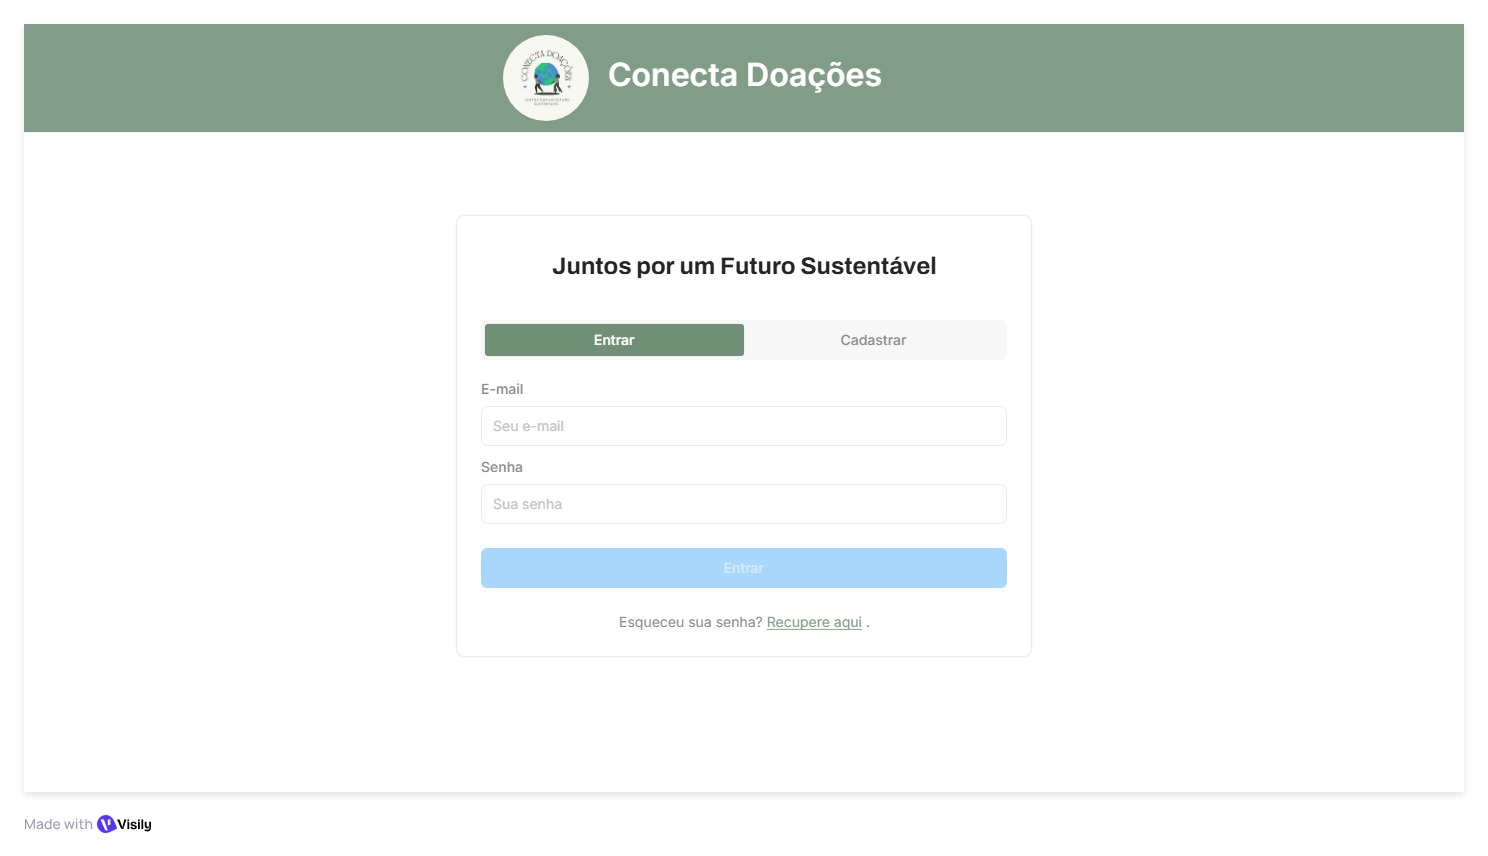 CONECTA DOAÇÕES
JUNTOS POR UM FUTURO
SUSTENTÁVEL
Conecta Doações
Juntos por um Futuro Sustentável
Entrar
Cadastrar
E-mail
Seu e-mail
Senha
Sua senha
Entrar
Esqueceu sua senha? Recupere aqui .
Made with Visily